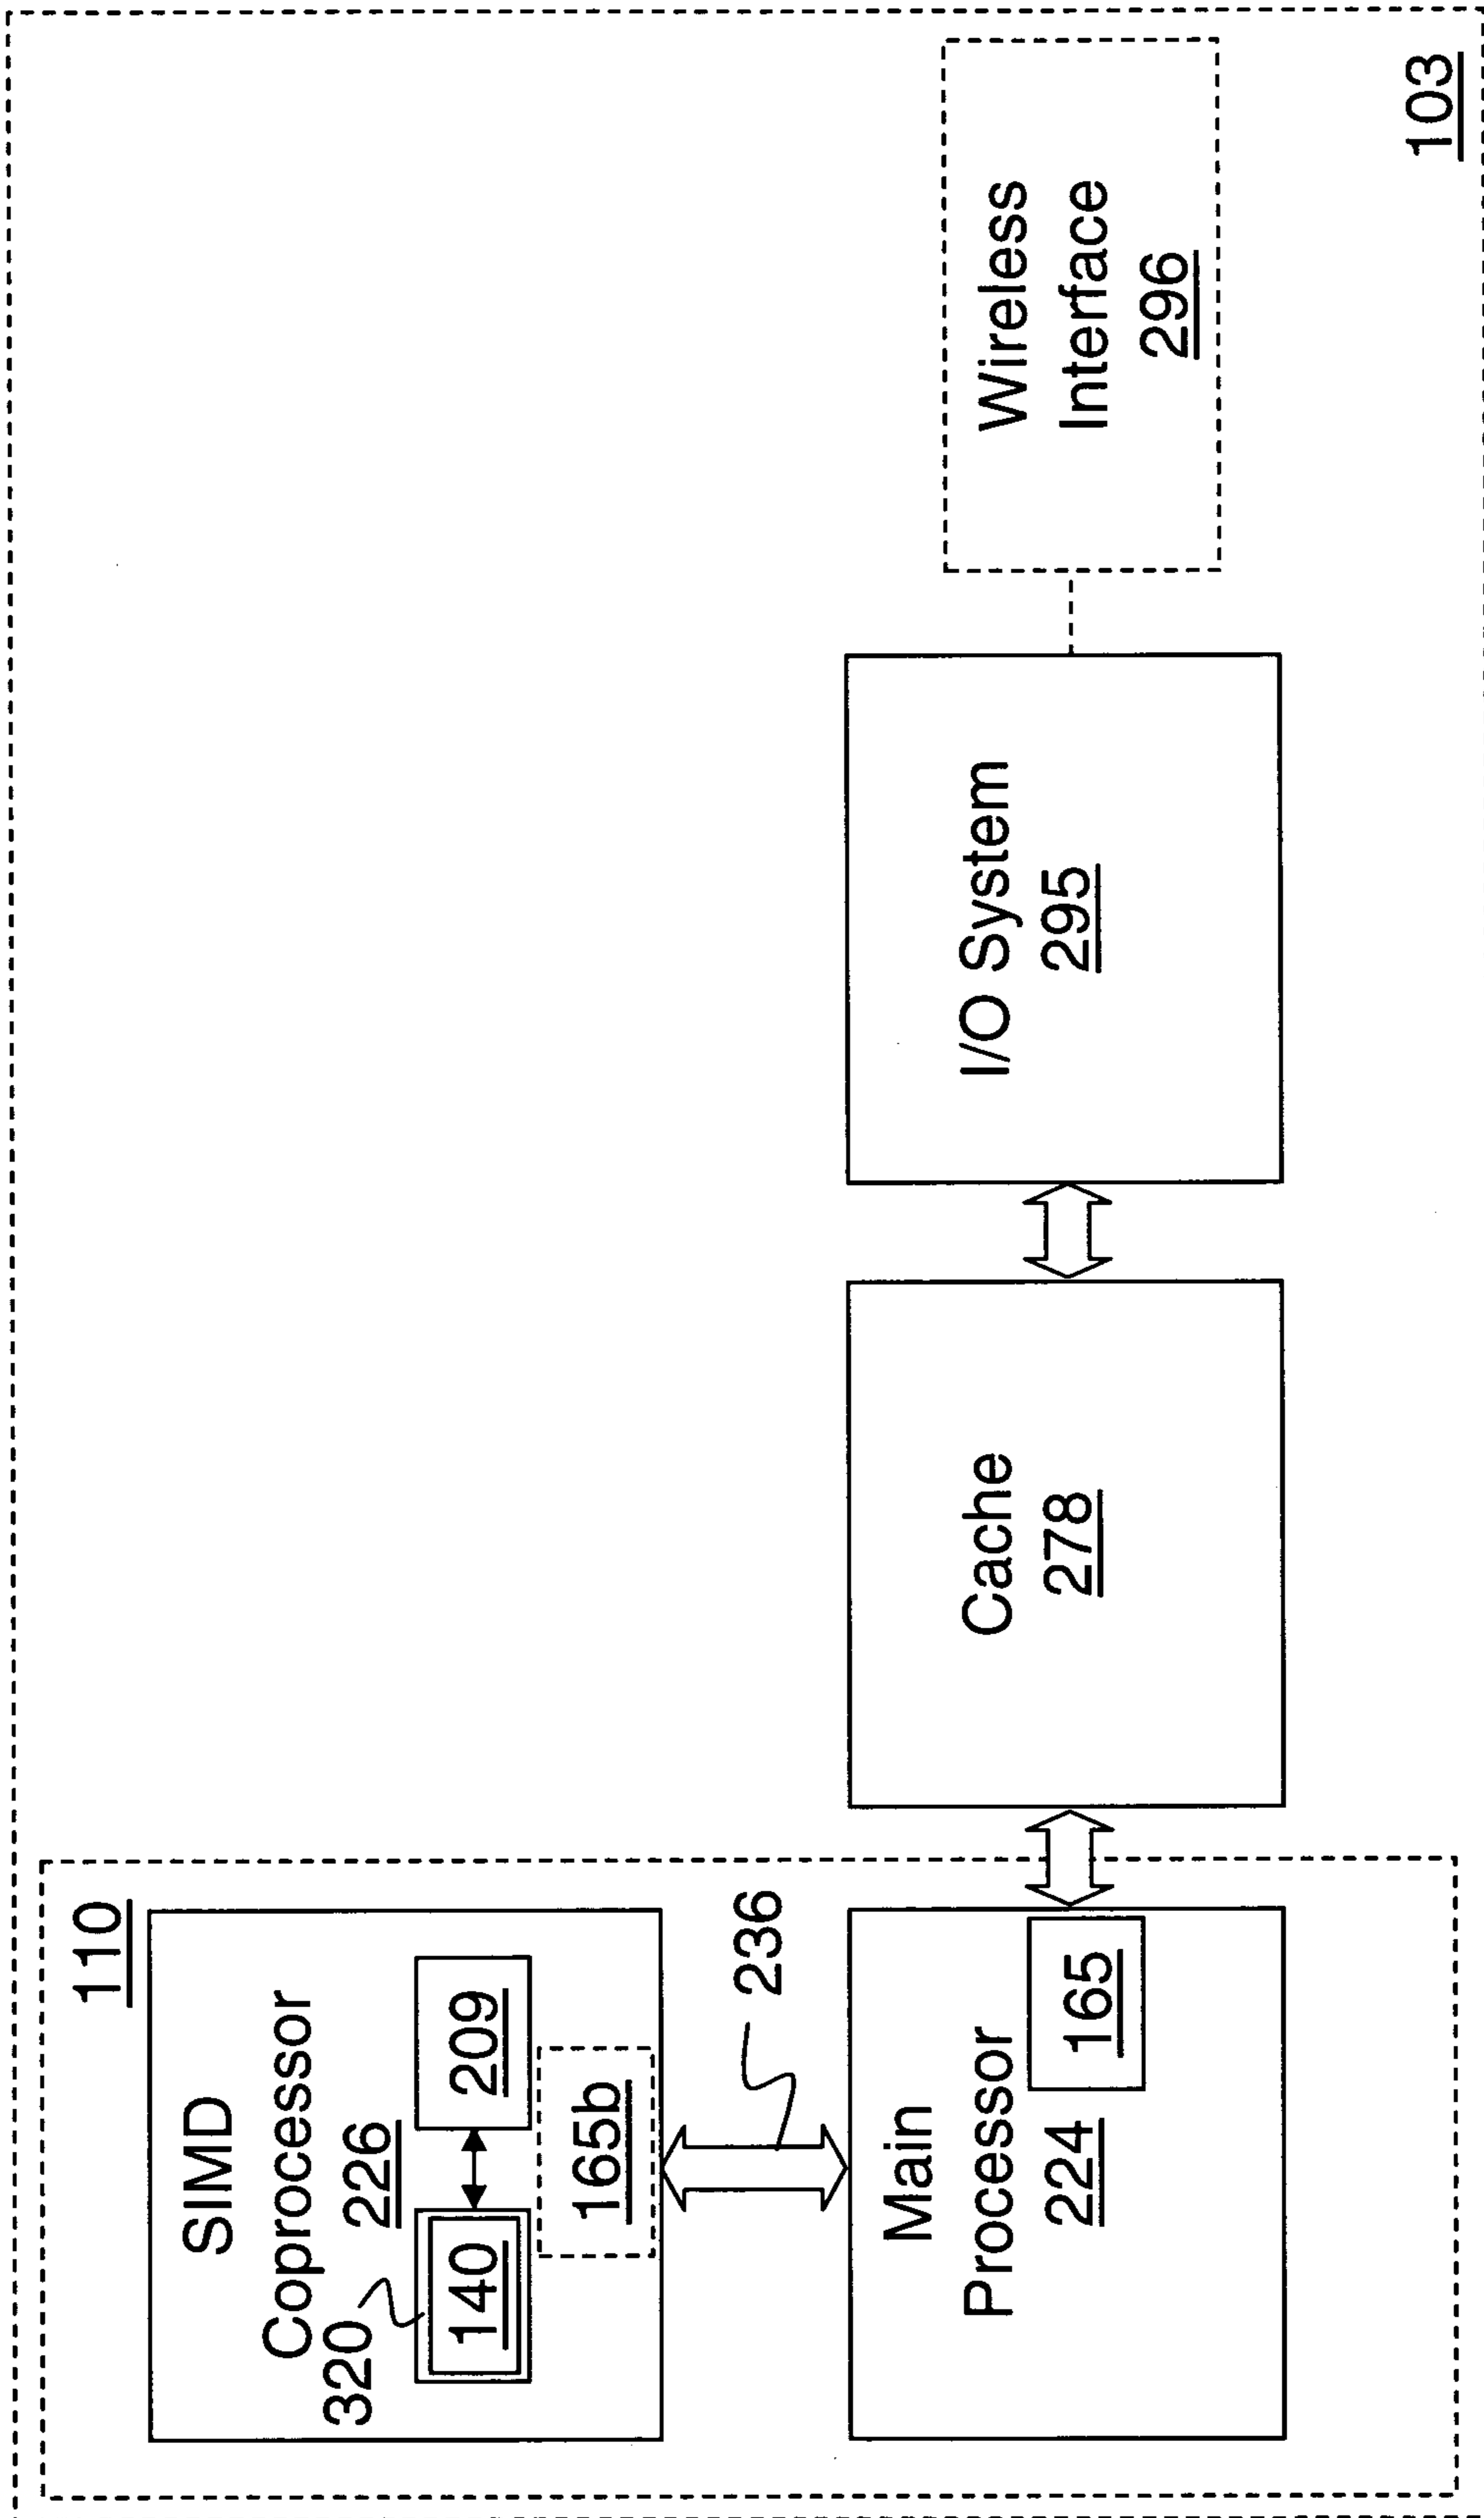 110
SIMD
Coprocessor
226
320
140
209
165b
236
Main
Processor
224
165
Cache
278
I/O System
295
Wireless
Interface
296
103